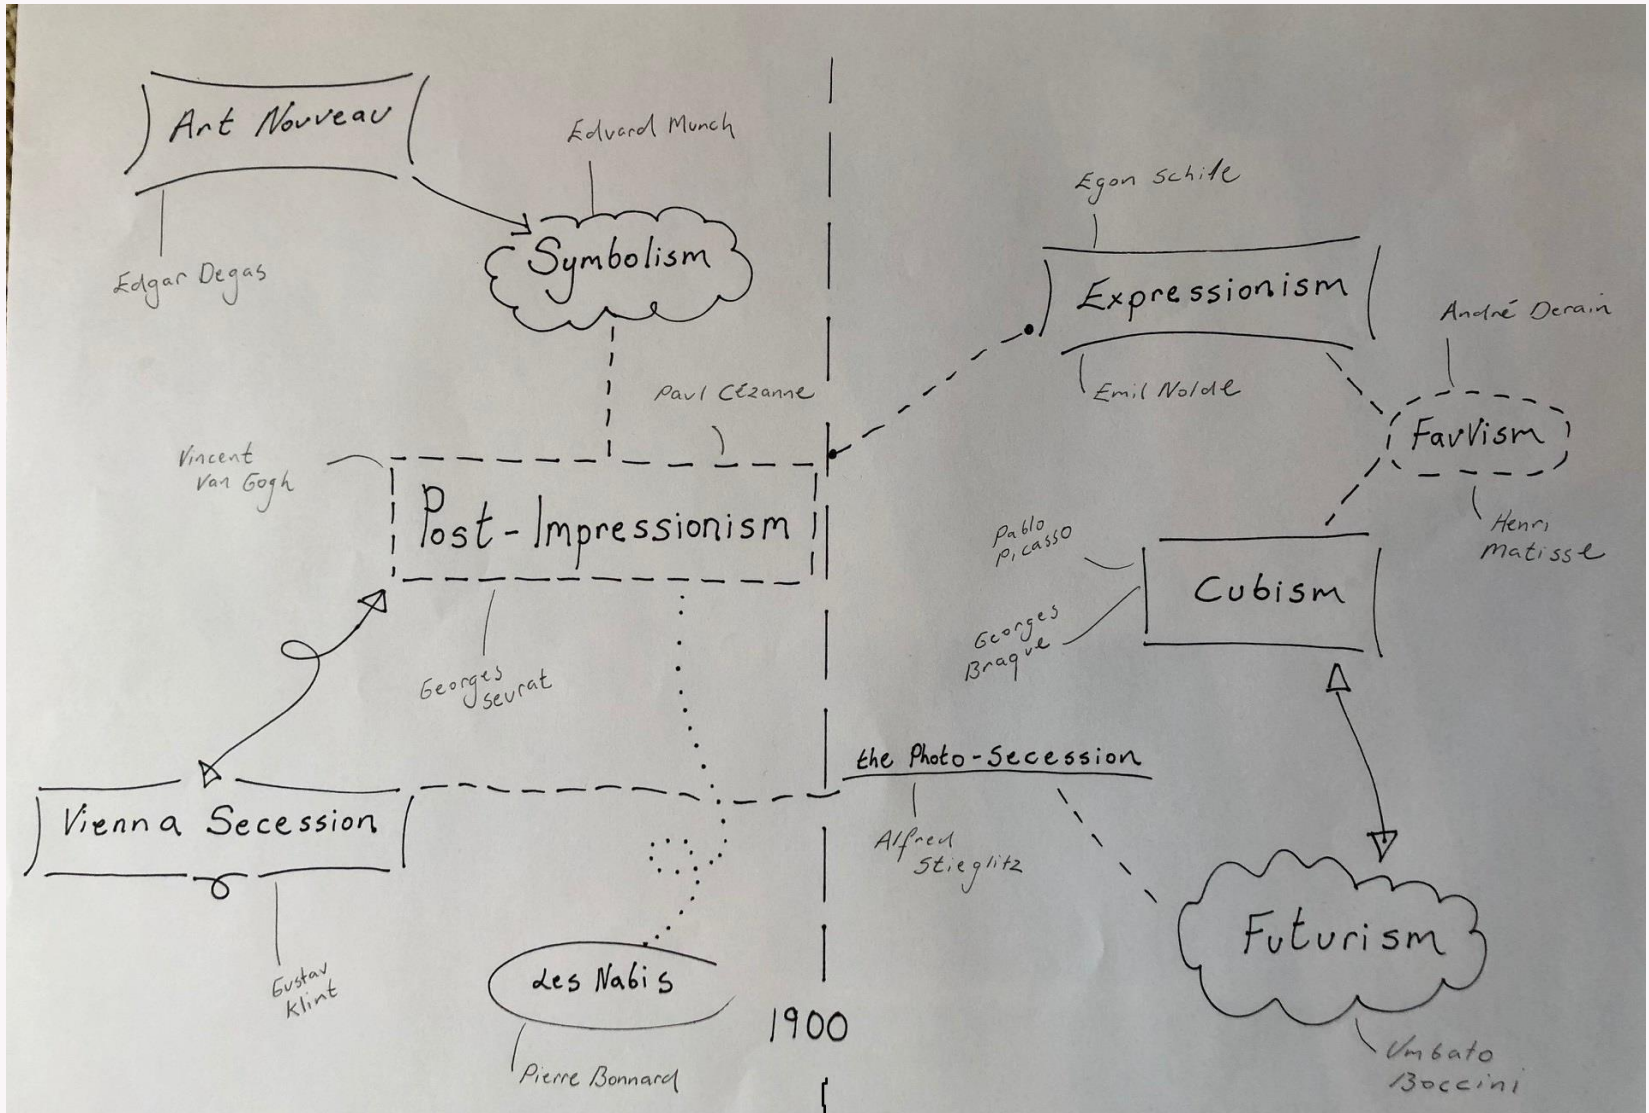 Art Nouveau
Edvard Munch
Edgar Degas
Symbolism
Egon Schile
Expressionism
Emil Nolde
André Derain
Fauvism
Henri
Matisse
Paul Cézanne
Vincent
Van Gogh
Post-Impressionism
Georges
Seurat
Pablo
Picasso
Georges
Braque
Cubism
the Photo-Secession
Alfred
Stieglitz
Vienna Secession
Gustav
Klint
Les Nabis
Pierre Bonnard
1900
Futurism
Umbato
Boccini